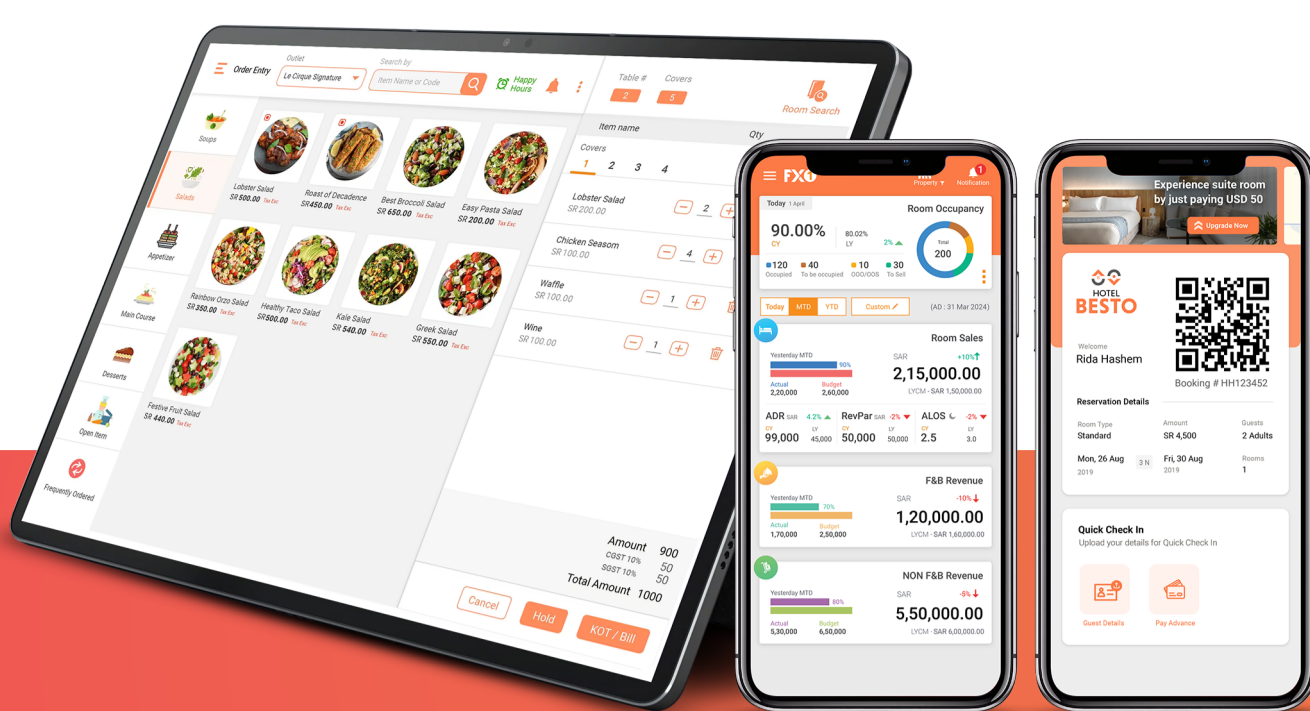 Order Entry
Outlet
Le Cirque Signature
Search by
Item Name or Code
Happy
Hours
Table #
Covers
2
5
Room Search
Soups
Salads
Appetizer
Main Course
Desserts
Open Item
Frequently Ordered
Lobster Salad
SR 500.00 Tax Exc
Roast of Decadence
SR 450.00 Tax Exc
Best Broccoli Salad
SR 650.00 Tax Exc
Easy Pasta Salad
SR 200.00 Tax Exc
Rainbow Orzo Salad
SR 350.00 Tax Exc
Healthy Taco Salad
SR 500.00 Tax Exc
Kale Salad
SR 540.00 Tax Exc
Greek Salad
SR 550.00 Tax Exc
Festive Fruit Salad
SR 440.00 Tax Exc
Item name
Qty
Covers
1 2 3 4
Lobster Salad
SR 200.00
2
Chicken Seasom
SR 100.00
4
Waffle
SR 100.00
1
Wine
SR 100.00
1
Amount 900
CGST 10% 50
SGST 10% 50
Total Amount 1000
Cancel
Hold
KOT / Bill
FX1
Property
1
Notification
Today 1 April
Room Occupancy
90.00%
CY
80.02%
LY
2%
Total
200
120
Occupied
40
To be occupied
10
OOO/OOS
30
To Sell
Today
MTD
YTD
Custom
(AD : 31 Mar 2024)
Room Sales
Yesterday MTD
90%
Actual
2,20,000
Budget
2,60,000
SAR
+10%
2,15,000.00
LYCM - SAR 1,50,000.00
ADR SAR 4.2%
CY
99,000
LY
45,000
RevPar SAR -2%
CY
50,000
LY
50,000
ALOS -2%
CY
2.5
LY
3.0
F&B Revenue
Yesterday MTD
70%
Actual
1,70,000
Budget
2,50,000
SAR
-10%
1,20,000.00
LYCM - SAR 1,60,000.00
NON F&B Revenue
Yesterday MTD
80%
Actual
5,30,000
Budget
6,50,000
SAR
-5%
5,50,000.00
LYCM - SAR 6,00,000.00
Experience suite room
by just paying USD 50
Upgrade Now
HOTEL
BESTO
Welcome
Rida Hashem
Booking # HH123452
Reservation Details
Room Type
Standard
Amount
SR 4,500
Guests
2 Adults
Mon, 26 Aug
2019
3 N
Fri, 30 Aug
2019
Rooms
1
Quick Check In
Upload your details for Quick Check In
Guest Details
Pay Advance